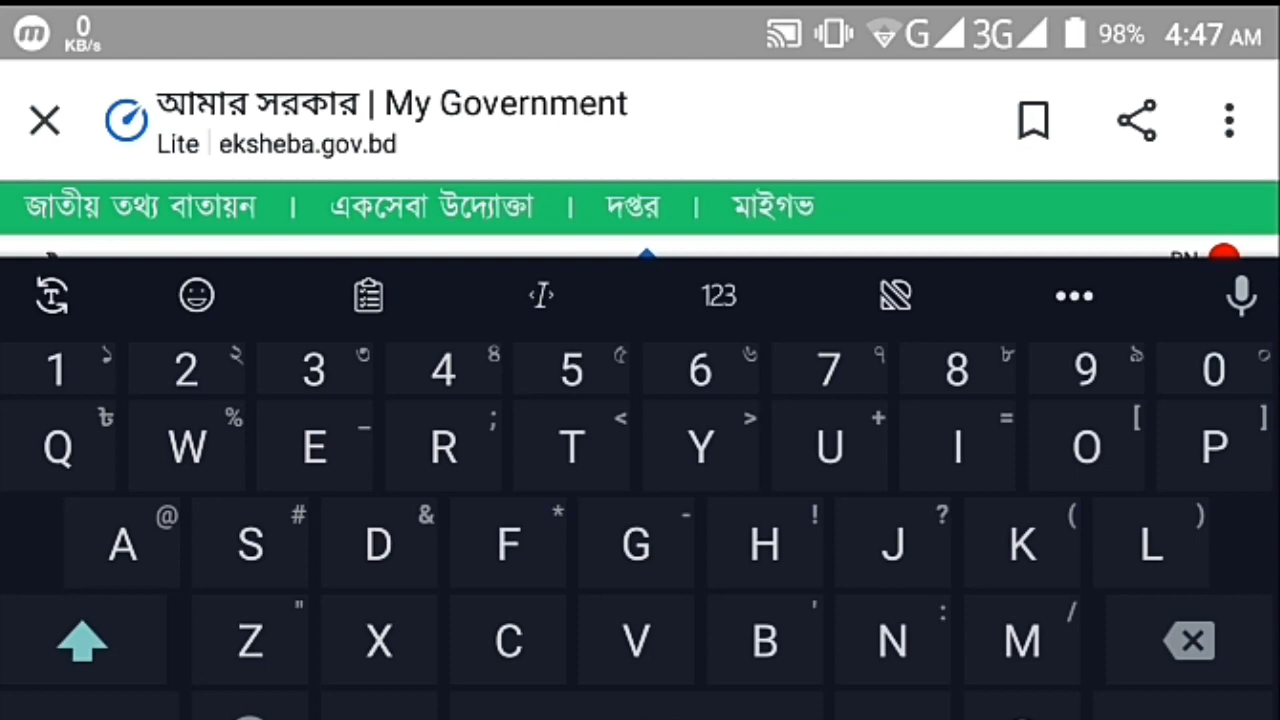 0
KB/s
G 3G 98% 4:47 AM
আমার সরকার | My Government
Lite | eksheba.gov.bd
জাতীয় তথ্য বাতায়ন | একসেবা উদ্যোক্তা | দপ্তর | মাইগভ
123
1 ১ 2 ২ 3 ৩ 4 ৪ 5 ৫ 6 ৬ 7 ৭ 8 ৮ 9 ৯ 0 ০
Q ৳ W % E _ R ; T < Y > U + I = O [ P ]
A @ S # D & F * G - H ! J ? K ( L )
Z " X C V B ' N : M /